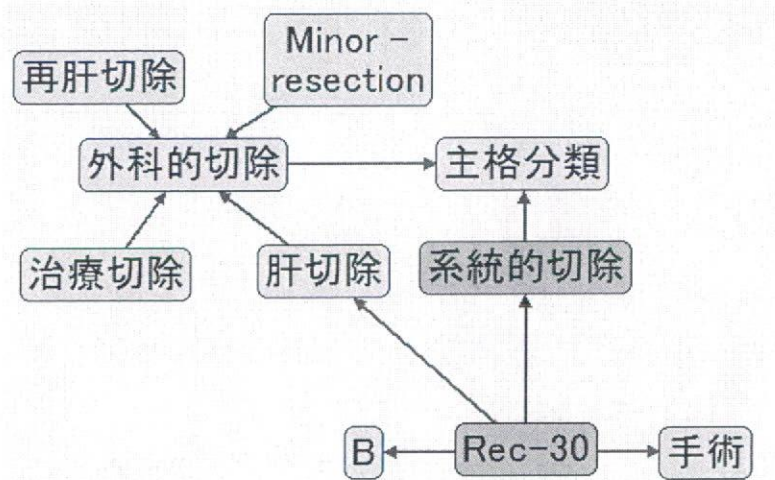 Minor-
resection
再肝切除
外科的切除
主格分類
治療切除
肝切除
系統的切除
B
Rec-30
手術